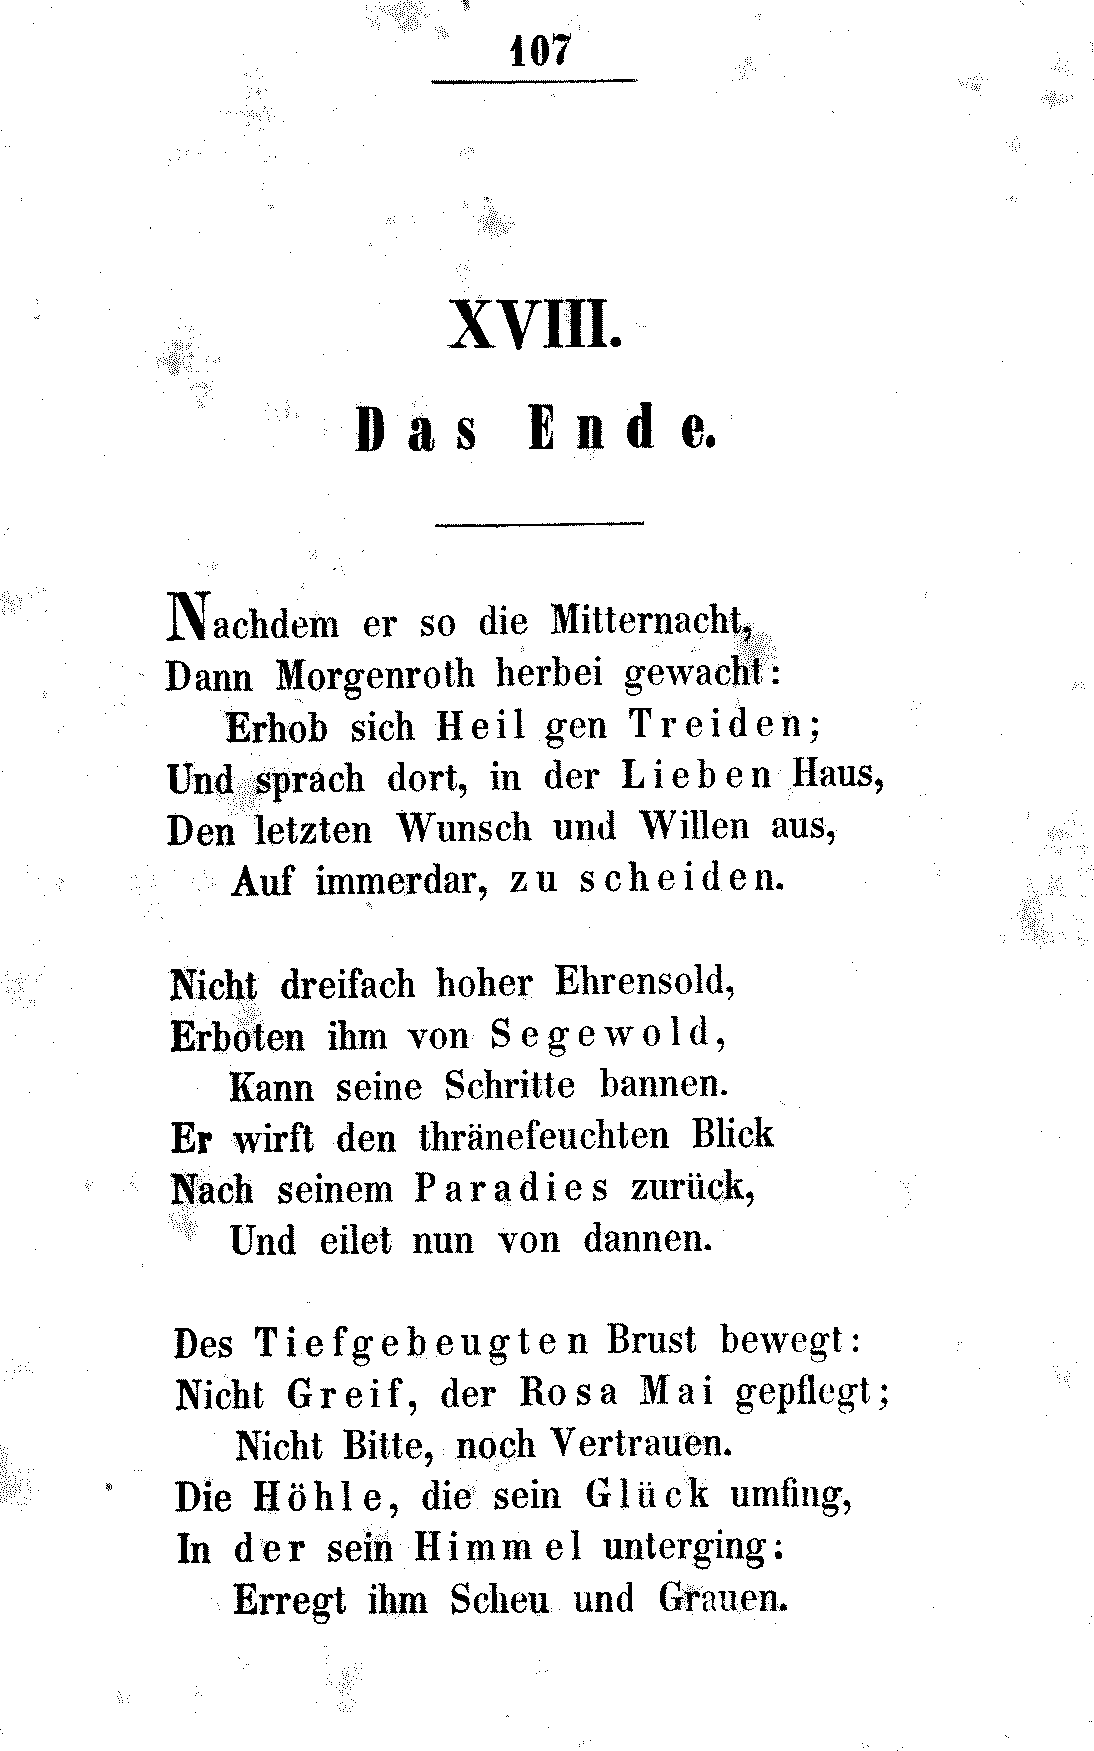 107
XVIII.
Das Ende.
Nachdem er so die Mitternacht,
Dann Morgenroth herbei gewacht:
Erhob sich Heil gen Treiden;
Und sprach dort, in der Lieben Haus,
Den letzten Wunsch und Willen aus,
Auf immerdar, zu scheiden.
Nicht dreifach hoher Ehrensold,
Erboten ihm von Segewold,
Kann seine Schritte bannen.
Er wirft den thränefeuchten Blick
Nach seinem Paradies zurück,
Und eilet nun von dannen.
Des Tiefgebeugten Brust bewegt:
Nicht Greif, der Rosa Mai gepflegt;
Nicht Bitte, noch Vertrauen.
Die Höhle, die sein Glück umfing,
In der sein Himmel unterging:
Erregt ihm Scheu und Grauen.